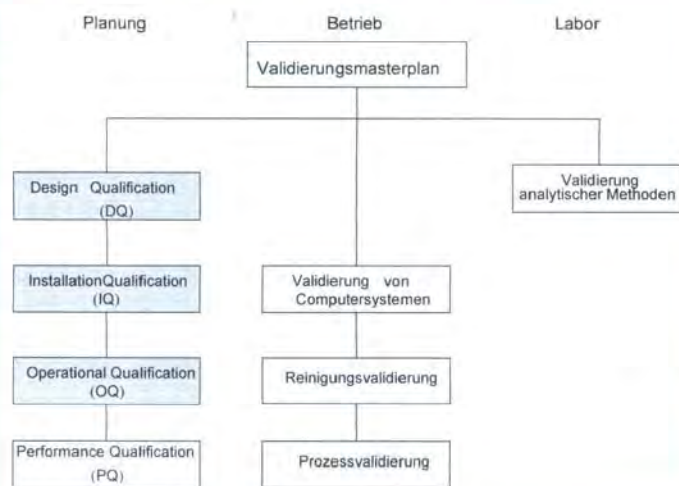 Planung
Betrieb
Labor
Validierungsmasterplan
Design Qualification
(DQ)
Validierung
analytischer Methoden
InstallationQualification
(IQ)
Validierung von
Computersystemen
Operational Qualification
(OQ)
Reinigungsvalidierung
Performance Qualification
(PQ)
Prozessvalidierung